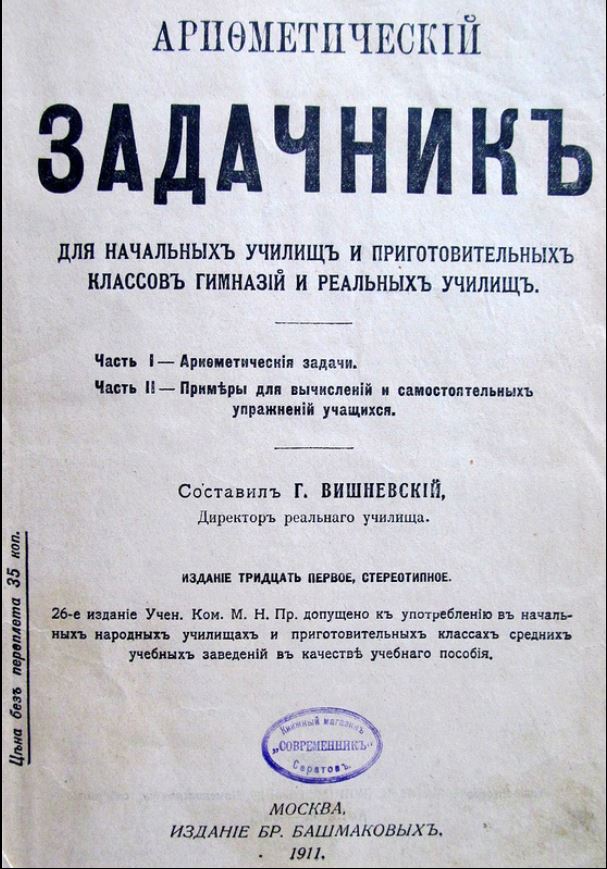 АРИѲМЕТИЧЕСКІЙ
ЗАДАЧНИКЪ
ДЛЯ НАЧАЛЬНЫХЪ УЧИЛИЩЪ И ПРИГОТОВИТЕЛЬНЫХЪ
КЛАССОВЪ ГИМНАЗІЙ И РЕАЛЬНЫХЪ УЧИЛИЩЪ.
Часть I — Ариѳметическія задачи.
Часть II — Примѣры для вычисленій и самостоятельныхъ
упражненій учащихся.
Составилъ Г. ВИШНЕВСКІЙ,
Директоръ реальнаго училища.
ИЗДАНІЕ ТРИДЦАТЬ ПЕРВОЕ, СТЕРЕОТИПНОЕ.
26-е изданіе Учен. Ком. М. Н. Пр. допущено къ употребленію въ началь-
ныхъ народныхъ училищахъ и приготовительныхъ классахъ среднихъ
учебныхъ заведеній въ качествѣ учебнаго пособія.
Цѣна безъ переплета 35 коп.
Книжный магазинъ
„СОВРЕМЕННИКЪ“
Саратовъ.
МОСКВА,
ИЗДАНІЕ БР. БАШМАКОВЫХЪ.
1911.